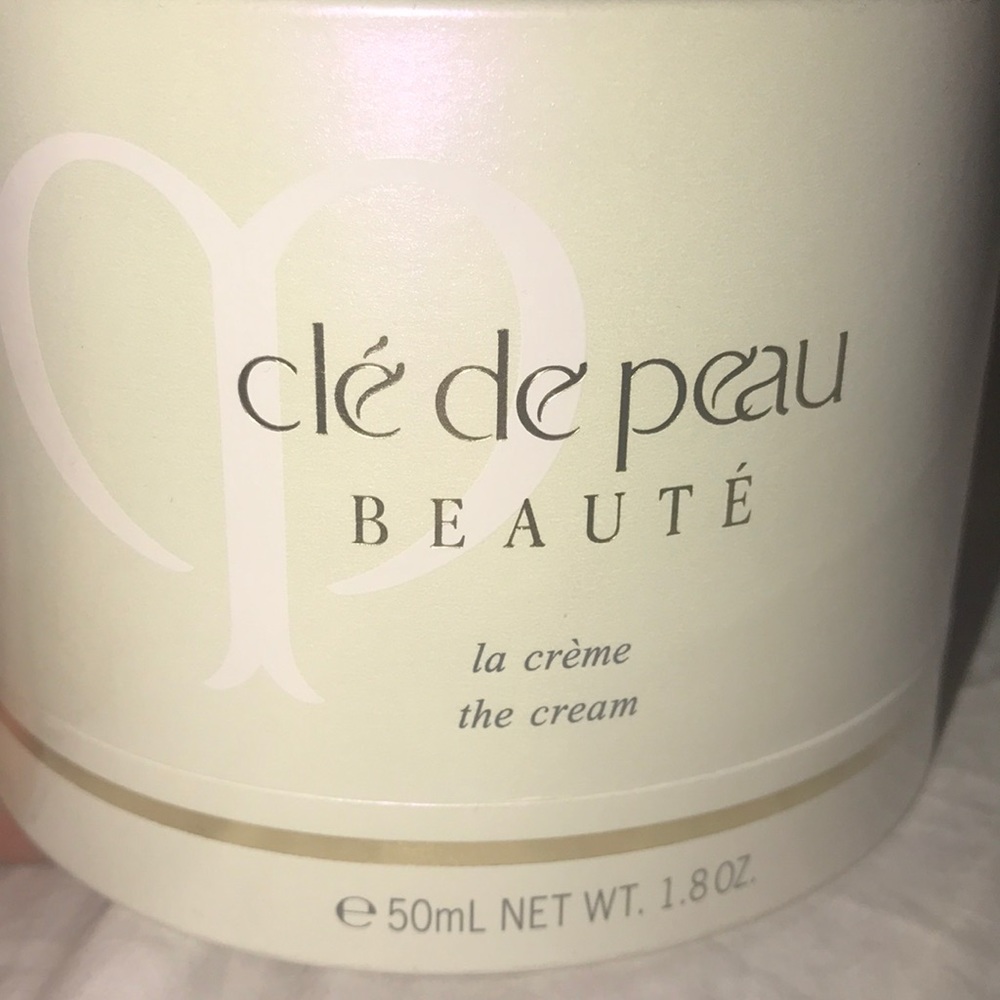 clé de peau
BEAUTÉ
la crème
the cream
℮ 50mL NET WT. 1.8 OZ.